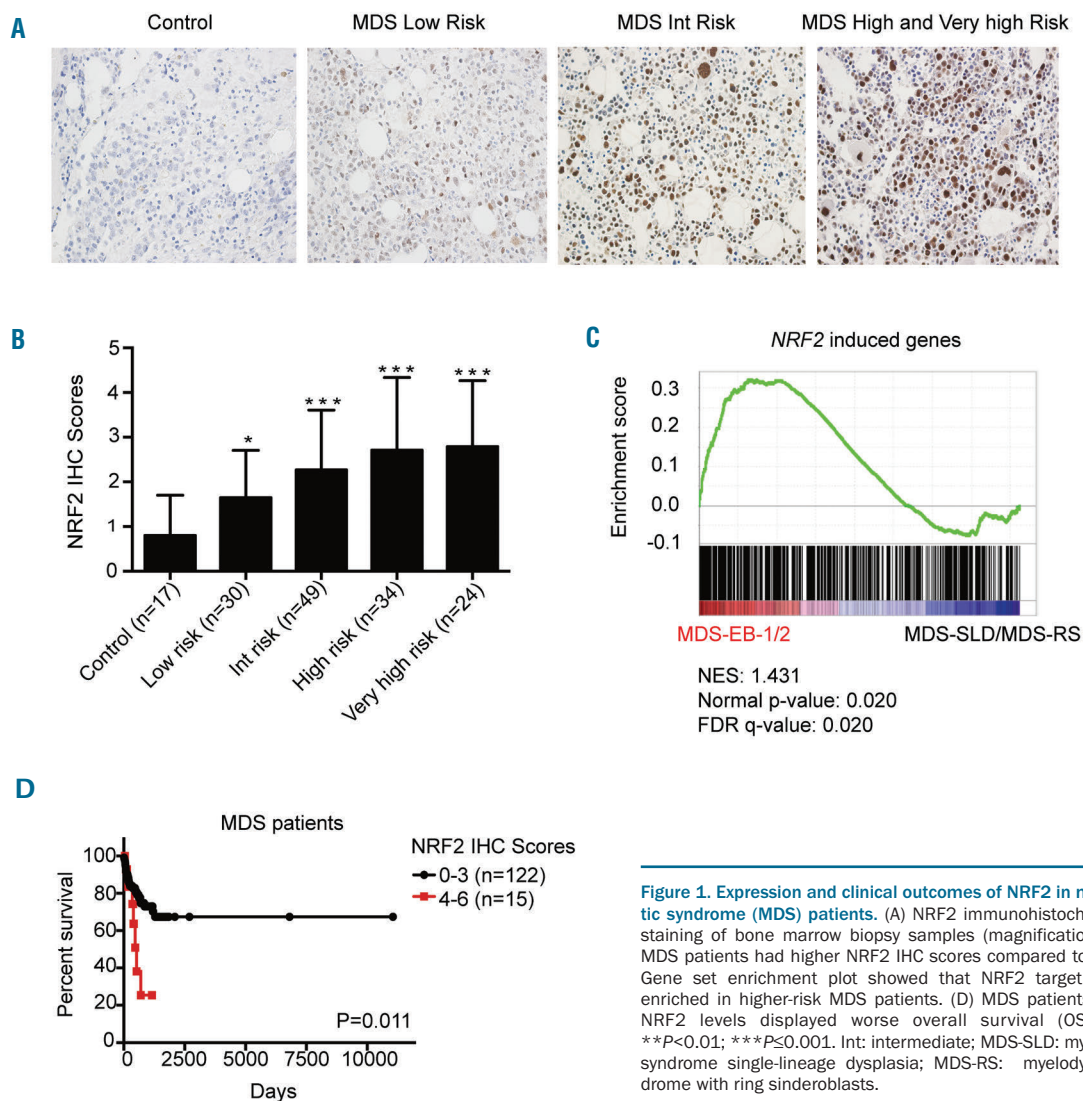 A
Control
MDS Low Risk
MDS Int Risk
MDS High and Very high Risk
B
NRF2 IHC Scores
5
4
3
2
1
0
*
***
***
***
Control (n=17)
Low risk (n=30)
Int risk (n=49)
High risk (n=34)
Very high risk (n=24)
C
NRF2 induced genes
Enrichment score
0.3
0.2
0.1
0.0
-0.1
MDS-EB-1/2
MDS-SLD/MDS-RS
NES: 1.431
Normal p-value: 0.020
FDR q-value: 0.020
D
MDS patients
Percent survival
100
80
60
40
20
0
0
2500
5000
7500
10000
Days
P=0.011
NRF2 IHC Scores
0-3 (n=122)
4-6 (n=15)
Figure 1. Expression and clinical outcomes of NRF2 in
tic syndrome (MDS) patients. (A) NRF2 immunohistoch
staining of bone marrow biopsy samples (magnificatio
MDS patients had higher NRF2 IHC scores compared to
Gene set enrichment plot showed that NRF2 target
enriched in higher-risk MDS patients. (D) MDS patient
NRF2 levels displayed worse overall survival (OS
**P<0.01; ***P≤0.001. Int: intermediate; MDS-SLD: my
syndrome single-lineage dysplasia; MDS-RS: myelody
drome with ring sinderoblasts.